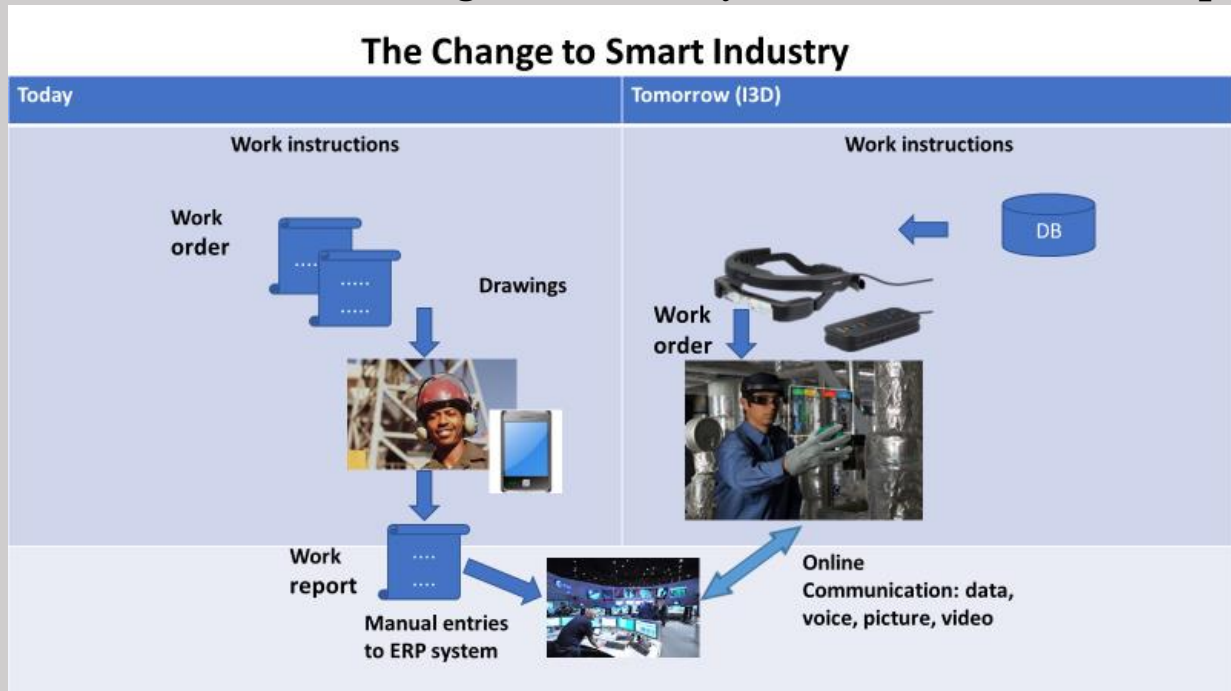 The Change to Smart Industry
Today
Tomorrow (I3D)
Work instructions
Work
order
.....
.....
.....
Drawings
....
....
Work
report
Manual entries
to ERP system
Work instructions
DB
Work
order
Online
Communication: data,
voice, picture, video